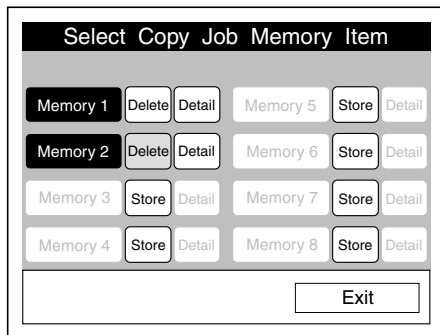 Select Copy Job Memory Item
Memory 1 Delete Detail Memory 5 Store Detail
Memory 2 Delete Detail Memory 6 Store Detail
Memory 3 Store Detail Memory 7 Store Detail
Memory 4 Store Detail Memory 8 Store Detail
Exit